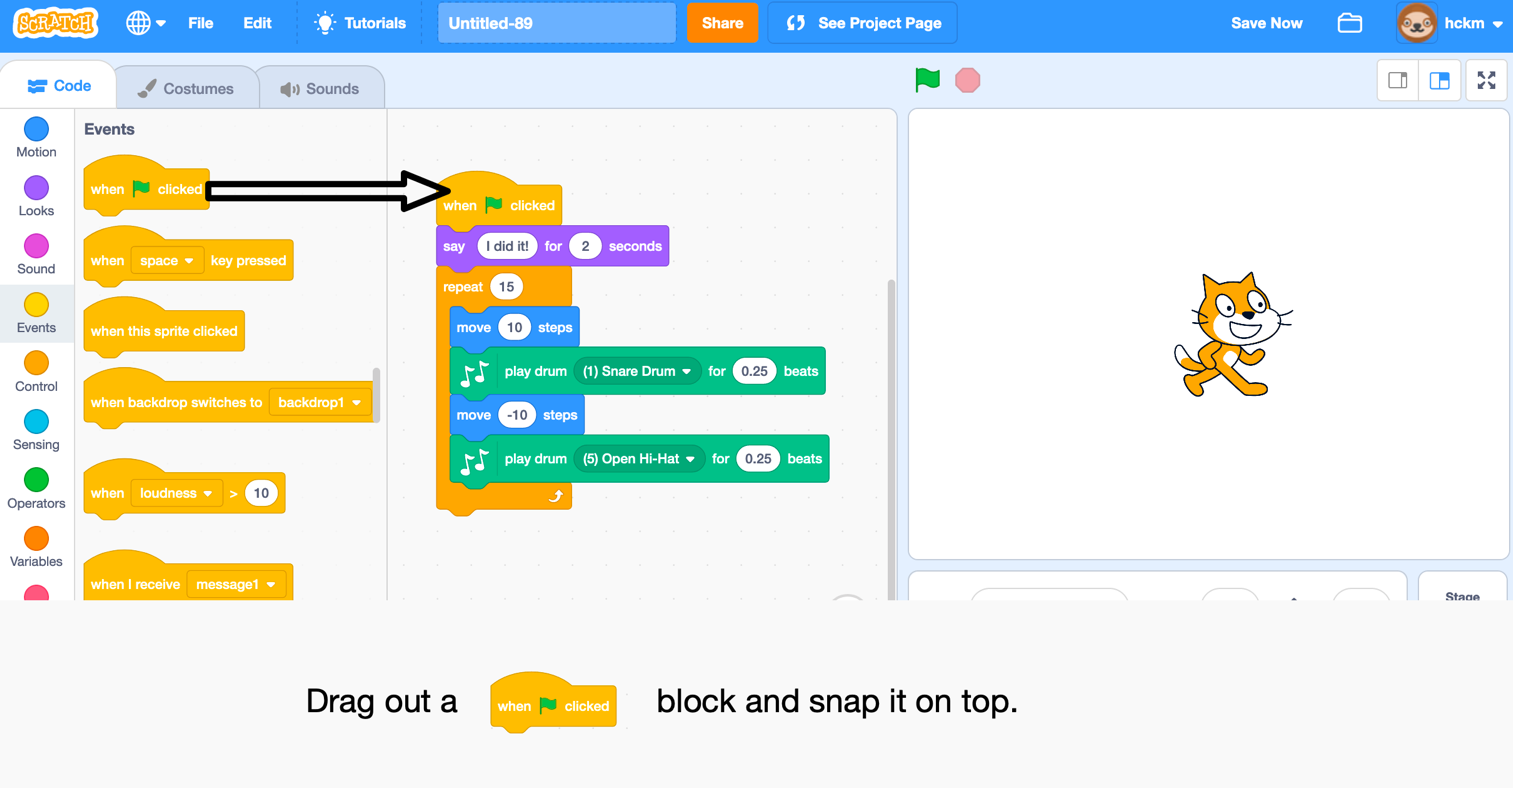 SCRATCH File Edit Tutorials Untitled-89 Share See Project Page Save Now hckm
Code Costumes Sounds
Motion
Looks
Sound
Events
Control
Sensing
Operators
Variables
Events
when clicked
when space key pressed
when this sprite clicked
when backdrop switches to backdrop1
when loudness > 10
when I receive message1
when clicked
say I did it! for 2 seconds
repeat 15
move 10 steps
play drum (1) Snare Drum for 0.25 beats
move -10 steps
play drum (5) Open Hi-Hat for 0.25 beats
Stage
Drag out a when clicked block and snap it on top.